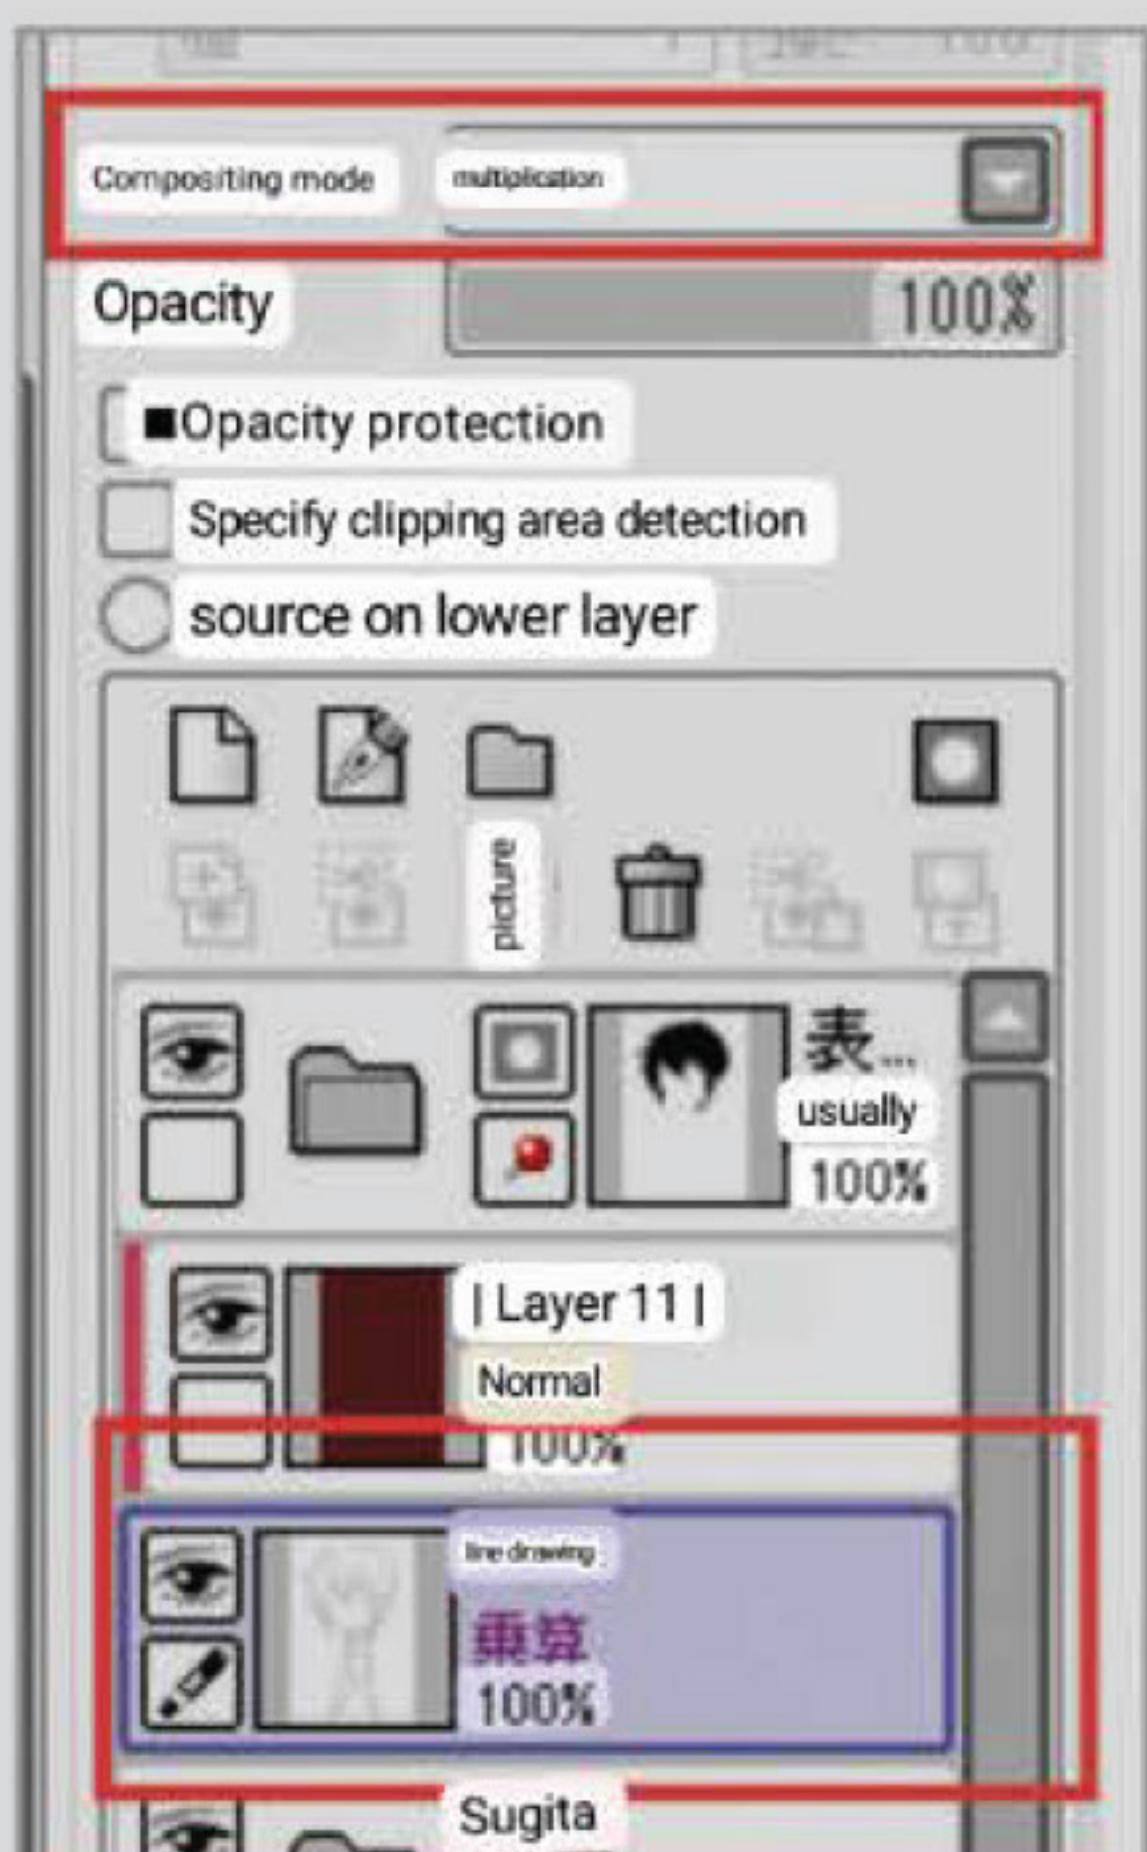 Compositing mode multiplication
Opacity 100%
■Opacity protection
Specify clipping area detection
source on lower layer
picture
表...
usually
100%
| Layer 11 |
Normal
100%
line drawing
乗算
100%
Sugita